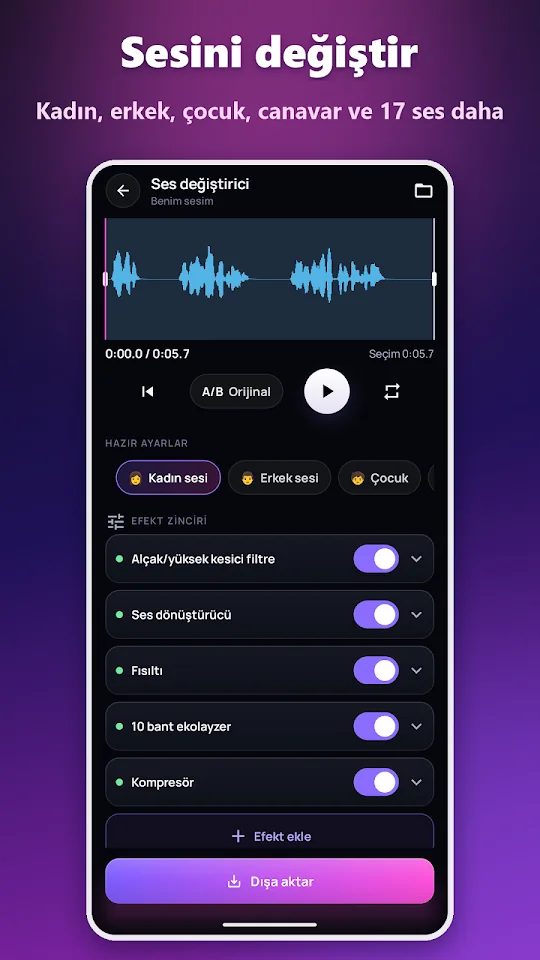 Sesini değiştir
Kadın, erkek, çocuk, canavar ve 17 ses daha
Ses değiştirici
Benim sesim
0:00.0 / 0:05.7
Seçim 0:05.7
A/B Orijinal
HAZIR AYARLAR
Kadın sesi
Erkek sesi
Çocuk
EFEKT ZİNCİRİ
Alçak/yüksek kesici filtre
Ses dönüştürücü
Fısıltı
10 bant ekolayzer
Kompresör
Efekt ekle
Dışa aktar